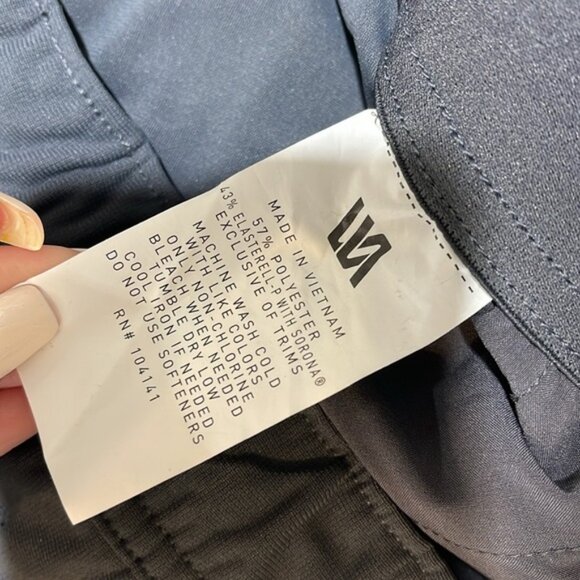 MADE IN VIETNAM
57% POLYESTER
43% ELASTERELL-P WITH SORONA®
EXCLUSIVE OF TRIMS
MACHINE WASH COLD
WITH LIKE COLORS
ONLY NON-CHLORINE
BLEACH WHEN NEEDED
TUMBLE DRY LOW
COOL IRON IF NEEDED
DO NOT USE SOFTENERS
RN# 104141